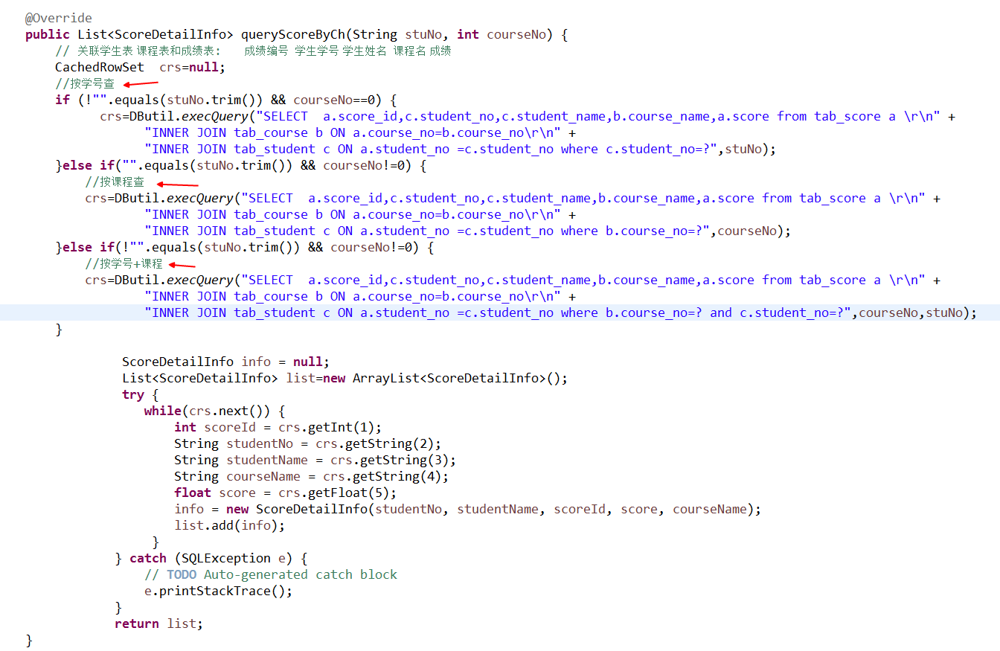 @Override
public List<ScoreDetailInfo> queryScoreByCh(String stuNo, int courseNo) {
// 关联学生表 课程表和成绩表:   成绩编号 学生学号 学生姓名 课程名 成绩
CachedRowSet  crs=null;
//按学号查
if (!"".equals(stuNo.trim()) && courseNo==0) {
crs=DButil.execQuery("SELECT  a.score_id,c.student_no,c.student_name,b.course_name,a.score from tab_score a \r\n" +
"INNER JOIN tab_course b ON a.course_no=b.course_no\r\n" +
"INNER JOIN tab_student c ON a.student_no =c.student_no where c.student_no=?",stuNo);
}else if("".equals(stuNo.trim()) && courseNo!=0) {
//按课程查
crs=DButil.execQuery("SELECT  a.score_id,c.student_no,c.student_name,b.course_name,a.score from tab_score a \r\n" +
"INNER JOIN tab_course b ON a.course_no=b.course_no\r\n" +
"INNER JOIN tab_student c ON a.student_no =c.student_no where b.course_no=?",courseNo);
}else if(!"".equals(stuNo.trim()) && courseNo!=0) {
//按学号+课程
crs=DButil.execQuery("SELECT  a.score_id,c.student_no,c.student_name,b.course_name,a.score from tab_score a \r\n" +
"INNER JOIN tab_course b ON a.course_no=b.course_no\r\n" +
"INNER JOIN tab_student c ON a.student_no =c.student_no where b.course_no=? and c.student_no=?",courseNo,stuNo);
}
ScoreDetailInfo info = null;
List<ScoreDetailInfo> list=new ArrayList<ScoreDetailInfo>();
try {
while(crs.next()) {
int scoreId = crs.getInt(1);
String studentNo = crs.getString(2);
String studentName = crs.getString(3);
String courseName = crs.getString(4);
float score = crs.getFloat(5);
info = new ScoreDetailInfo(studentNo, studentName, scoreId, score, courseName);
list.add(info);
}
} catch (SQLException e) {
// TODO Auto-generated catch block
e.printStackTrace();
}
return list;
}